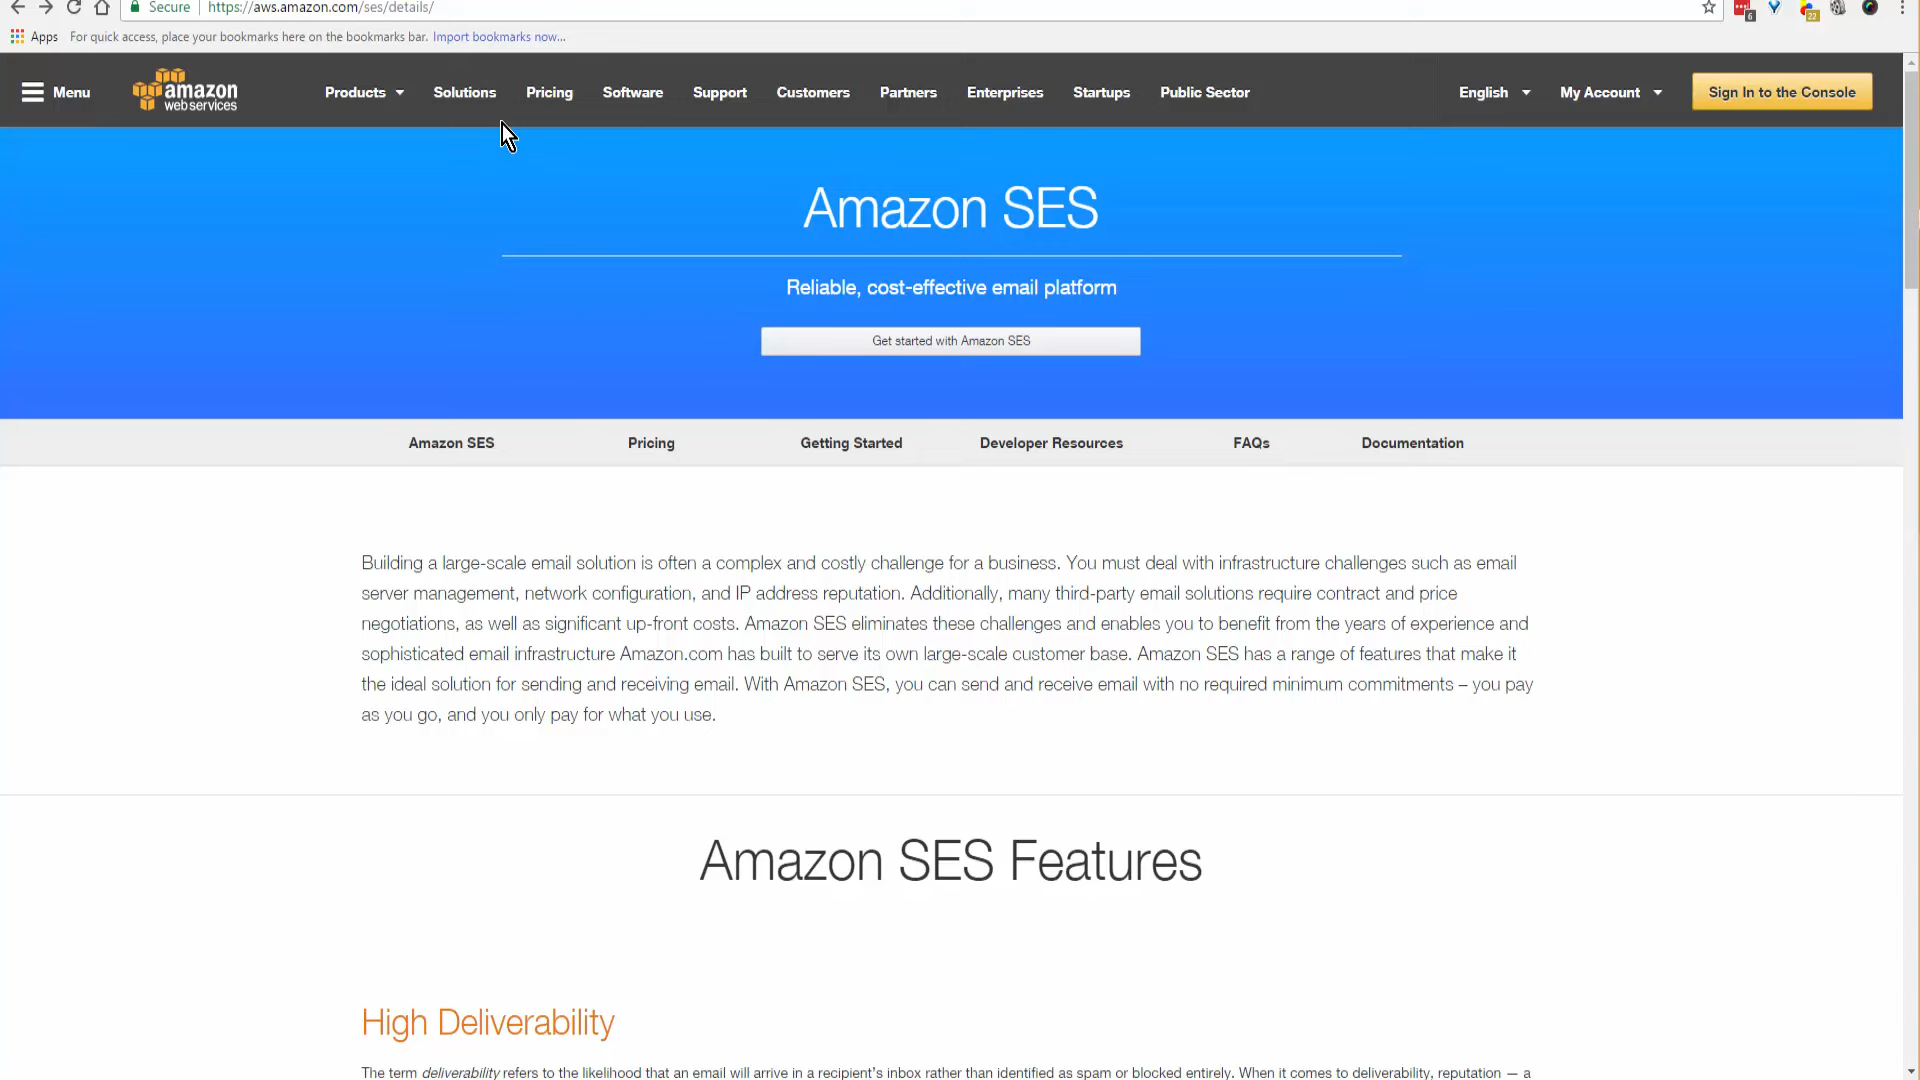 Secure https://aws.amazon.com/ses/details/
6
22
Apps For quick access, place your bookmarks here on the bookmarks bar. Import bookmarks now...
Menu amazon web services Products Solutions Pricing Software Support Customers Partners Enterprises Startups Public Sector English My Account Sign In to the Console
Amazon SES
Reliable, cost-effective email platform
Get started with Amazon SES
Amazon SES Pricing Getting Started Developer Resources FAQs Documentation
Building a large-scale email solution is often a complex and costly challenge for a business. You must deal with infrastructure challenges such as email
server management, network configuration, and IP address reputation. Additionally, many third-party email solutions require contract and price
negotiations, as well as significant up-front costs. Amazon SES eliminates these challenges and enables you to benefit from the years of experience and
sophisticated email infrastructure Amazon.com has built to serve its own large-scale customer base. Amazon SES has a range of features that make it
the ideal solution for sending and receiving email. With Amazon SES, you can send and receive email with no required minimum commitments – you pay
as you go, and you only pay for what you use.
Amazon SES Features
High Deliverability
The term deliverability refers to the likelihood that an email will arrive in a recipient's inbox rather than identified as spam or blocked entirely. When it comes to deliverability, reputation — a